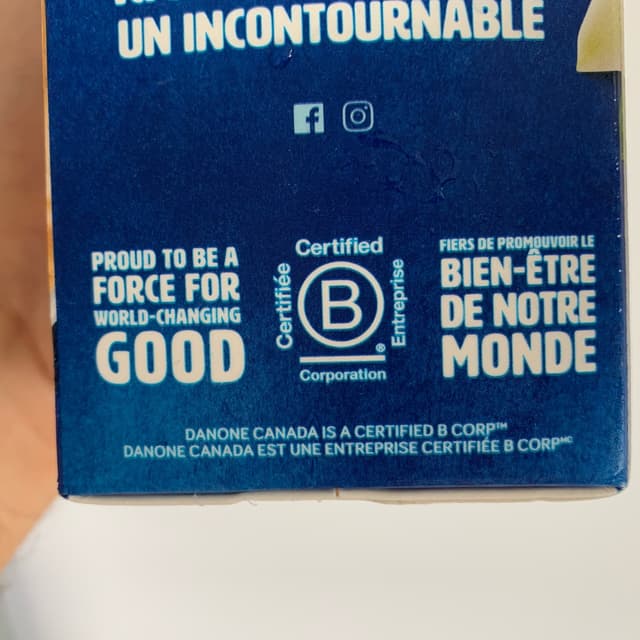 UN INCONTOURNABLE
PROUD TO BE A
FORCE FOR
WORLD-CHANGING
GOOD
Certified
Certifiée
B
Entreprise
®
Corporation
FIERS DE PROMOUVOIR LE
BIEN-ÊTRE
DE NOTRE
MONDE
DANONE CANADA IS A CERTIFIED B CORP™
DANONE CANADA EST UNE ENTREPRISE CERTIFIÉE B CORPᴹᶜ